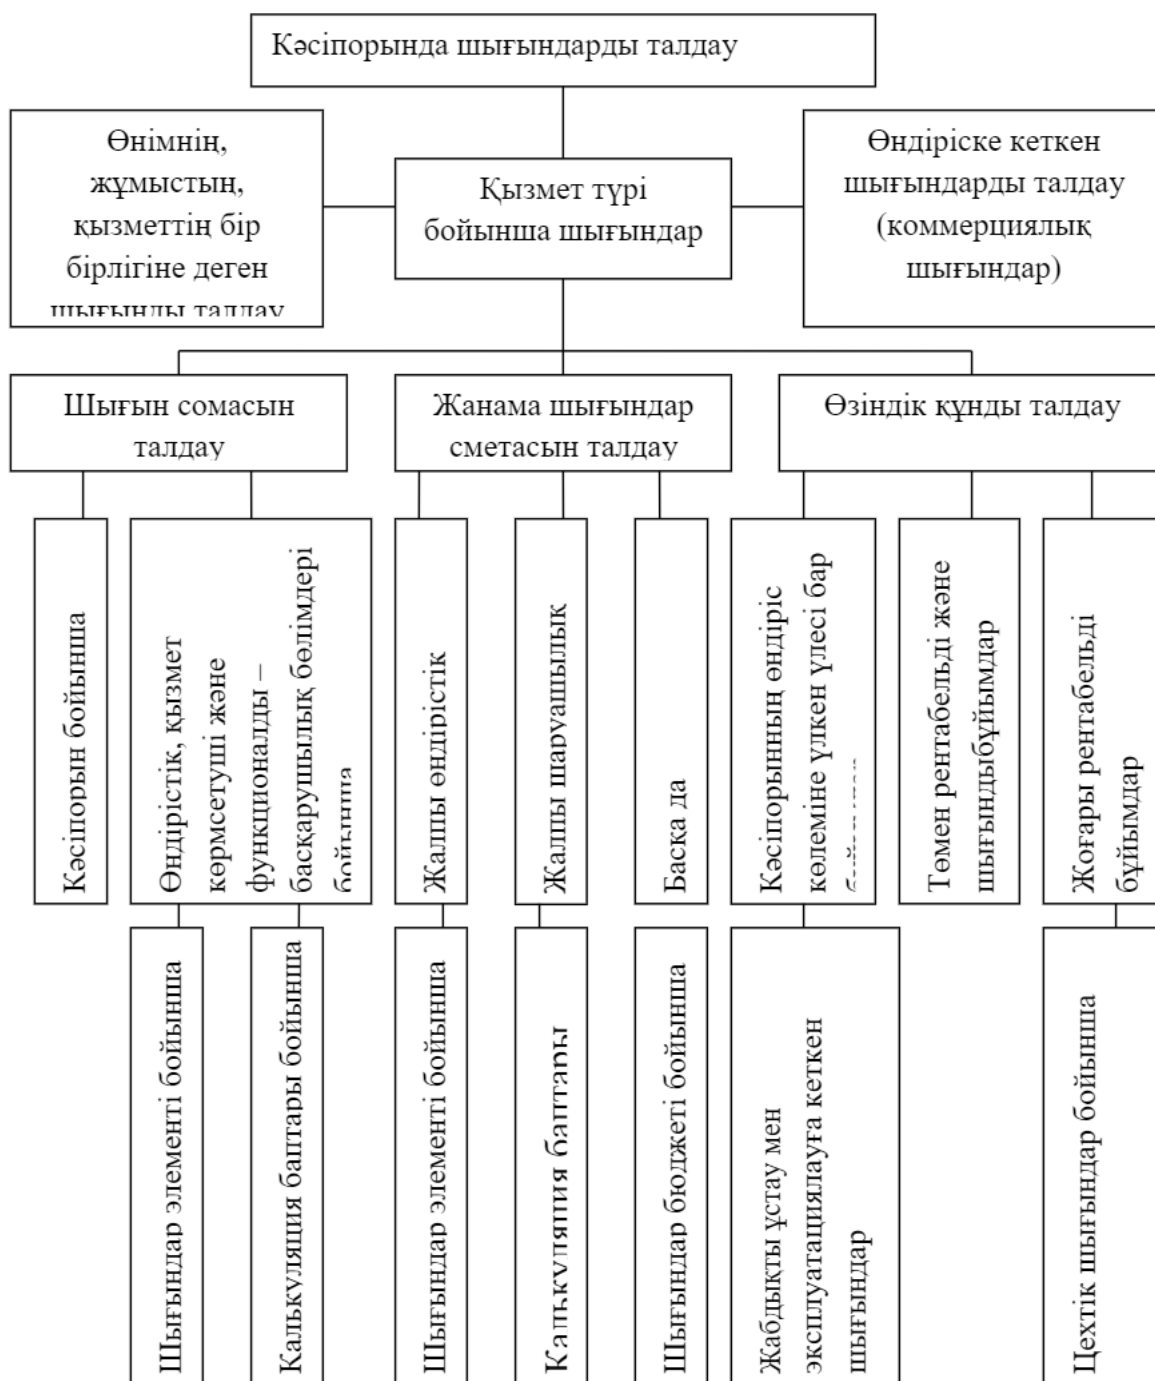 Кәсіпорында шығындарды талдау
Өнімнің,
жұмыстың,
қызметтің бір
бірлігіне деген
шығынды талдау
Қызмет түрі
бойынша шығындар
Өндіріске кеткен
шығындарды талдау
(коммерциялық
шығындар)
Шығын сомасын
талдау
Жанама шығындар
сметасын талдау
Өзіндік құнды талдау
Кәсіпорын бойынша
Өндірістік, қызмет
көрмсетуші және
функционалды –
басқарушылық бөлімдері
бойынша
Жалпы өндірістік
Жалпы шаруашылық
Басқа да
Кәсіпорынның өндіріс
көлеміне үлкен үлесі бар
Төмен рентабельді және
шығындыбұйымдар
Жоғары рентабельді
бұйымдар
Шығындар элементі бойынша
Калькуляция баптары бойынша
Шығындар элементі бойынша
Калькуляция баптары
Шығындар бюджеті бойынша
Жабдықты ұстау мен
эксплуатациялауға кеткен
шығындар
Цехтік шығындар бойынша